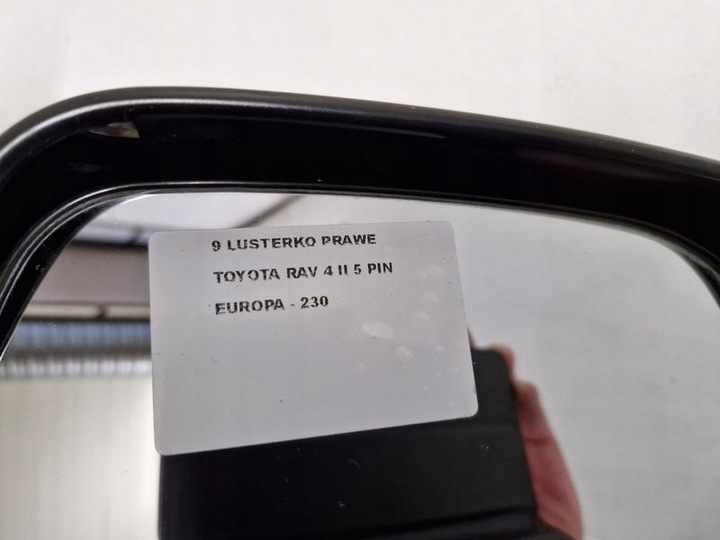 9 LUSTERKO PRAWE
TOYOTA RAV 4 II 5 PIN
EUROPA - 230